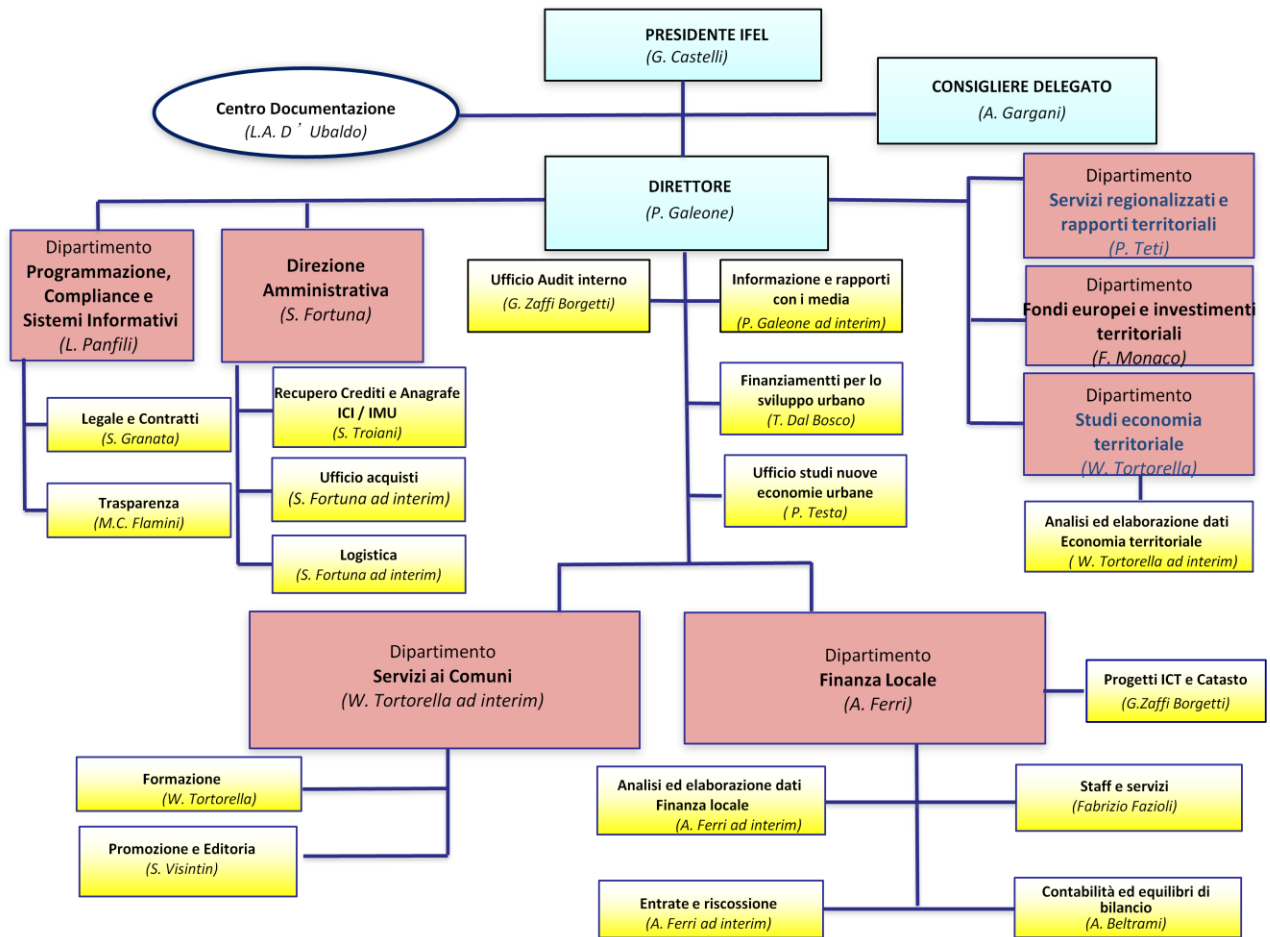 PRESIDENTE IFEL
(G. Castelli)
Centro Documentazione
(L.A. D ’ Ubaldo)
CONSIGLIERE DELEGATO
(A. Gargani)
DIRETTORE
(P. Galeone)
Dipartimento
Servizi regionalizzati e
rapporti territoriali
(P. Teti)
Dipartimento
Programmazione,
Compliance e
Sistemi Informativi
(L. Panfili)
Direzione
Amministrativa
(S. Fortuna)
Ufficio Audit interno
(G. Zaffi Borgetti)
Informazione e rapporti
con i media
(P. Galeone ad interim)
Dipartimento
Fondi europei e investimenti
territoriali
(F. Monaco)
Legale e Contratti
(S. Granata)
Trasparenza
(M.C. Flamini)
Recupero Crediti e Anagrafe
ICI / IMU
(S. Troiani)
Ufficio acquisti
(S. Fortuna ad interim)
Logistica
(S. Fortuna ad interim)
Finanziamentti per lo
sviluppo urbano
(T. Dal Bosco)
Ufficio studi nuove
economie urbane
( P. Testa)
Dipartimento
Studi economia
territoriale
(W. Tortorella)
Analisi ed elaborazione dati
Economia territoriale
( W. Tortorella ad interim)
Dipartimento
Servizi ai Comuni
(W. Tortorella ad interim)
Dipartimento
Finanza Locale
(A. Ferri)
Progetti ICT e Catasto
(G.Zaffi Borgetti)
Formazione
(W. Tortorella)
Promozione e Editoria
(S. Visintin)
Analisi ed elaborazione dati
Finanza locale
(A. Ferri ad interim)
Staff e servizi
(Fabrizio Fazioli)
Entrate e riscossione
(A. Ferri ad interim)
Contabilità ed equilibri di
bilancio
(A. Beltrami)